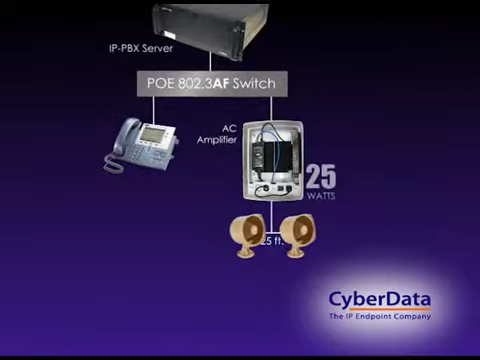 IP-PBX Server
POE 802.3AF Switch
AC
Amplifier
25
WATTS
25 ft.
CyberData
The IP Endpoint Company